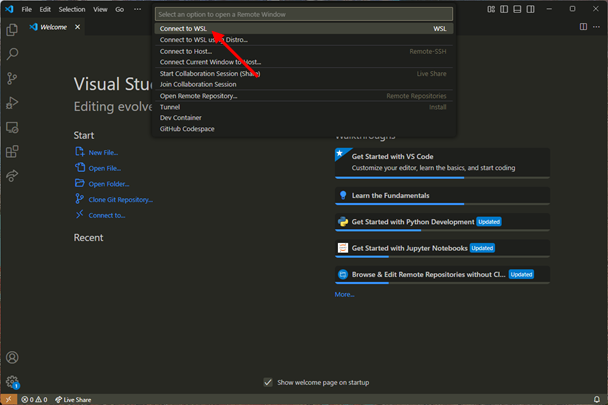 File Edit Selection View Go ···
Select an option to open a Remote Window
Welcome
Connect to WSL WSL
Connect to WSL using Distro...
Connect to Host... Remote-SSH
Connect Current Window to Host...
Start Collaboration Session (Share) Live Share
Join Collaboration Session
Open Remote Repository... Remote Repositories
Tunnel Install
Dev Container
GitHub Codespace
Visual Stu
Editing evolve
Start
New File...
Open File...
Open Folder...
Clone Git Repository...
Connect to...
Recent
Walkthroughs
Get Started with VS Code
Customize your editor, learn the basics, and start coding
Learn the Fundamentals
Get Started with Python Development Updated
Get Started with Jupyter Notebooks Updated
Browse & Edit Remote Repositories without Cl... Updated
More...
Show welcome page on startup
1
0 0 Live Share